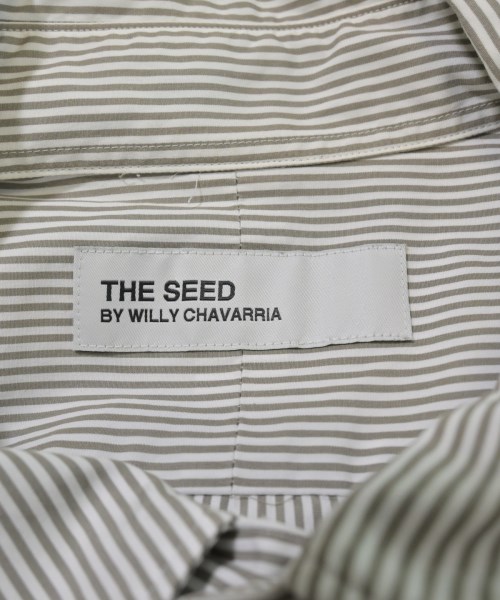 THE SEED
BY WILLY CHAVARRIA